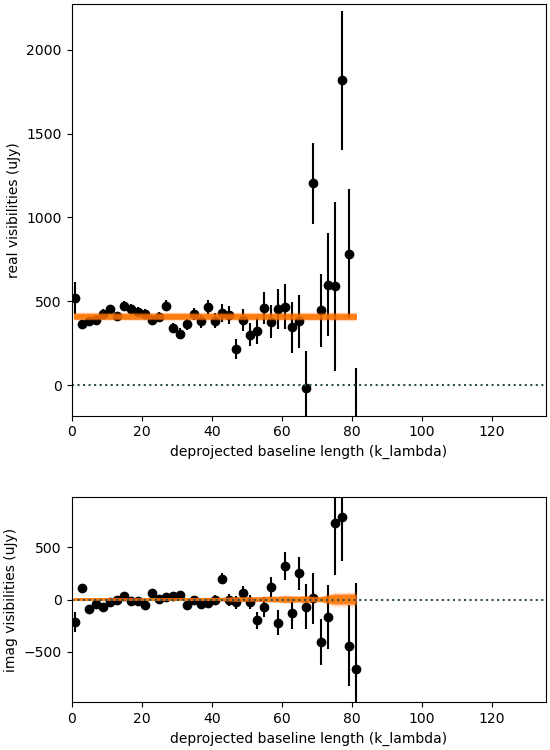 2000
1500
1000
500
0
real visibilities (uJy)
0 20 40 60 80 100 120
deprojected baseline length (k_lambda)
500
0
−500
imag visibilities (uJy)
0 20 40 60 80 100 120
deprojected baseline length (k_lambda)